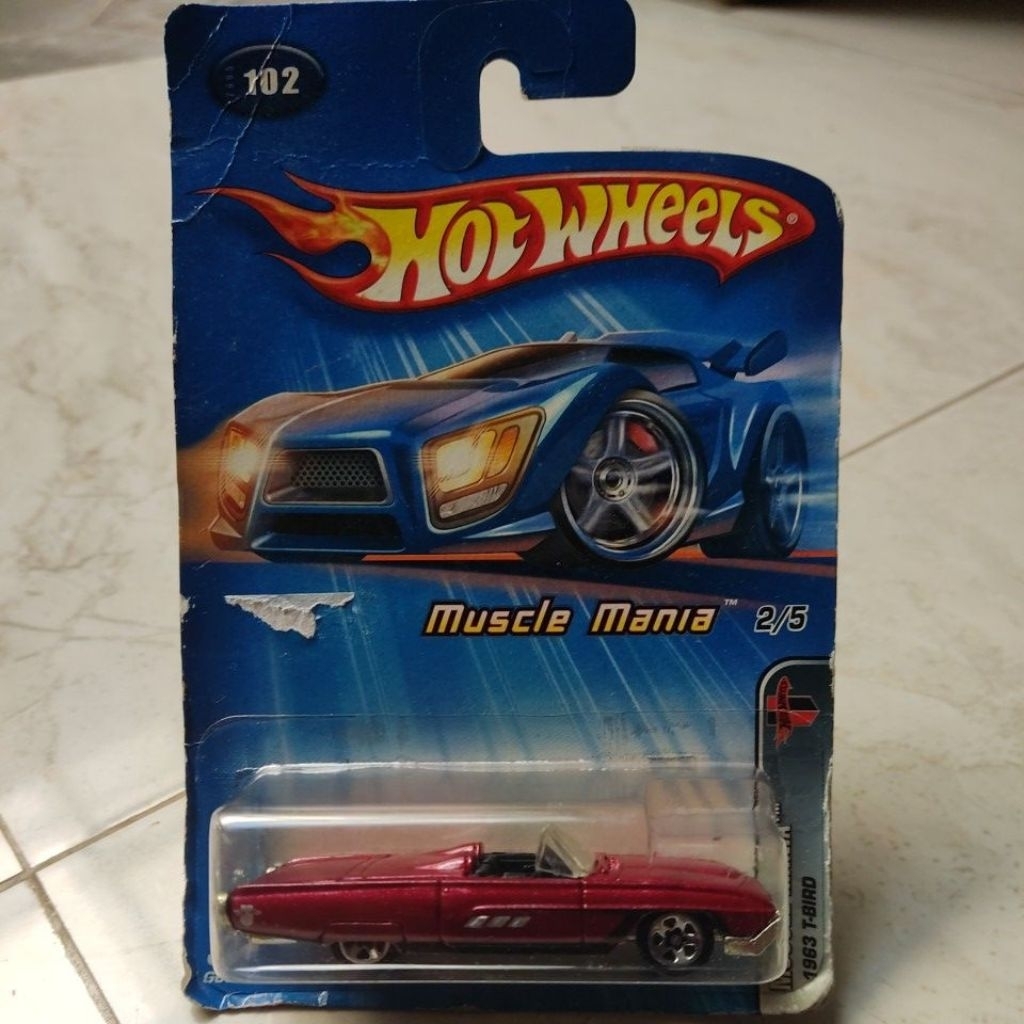 102
HOT WHEELS®
Muscle Mania™ 2/5
1963 T-BIRD